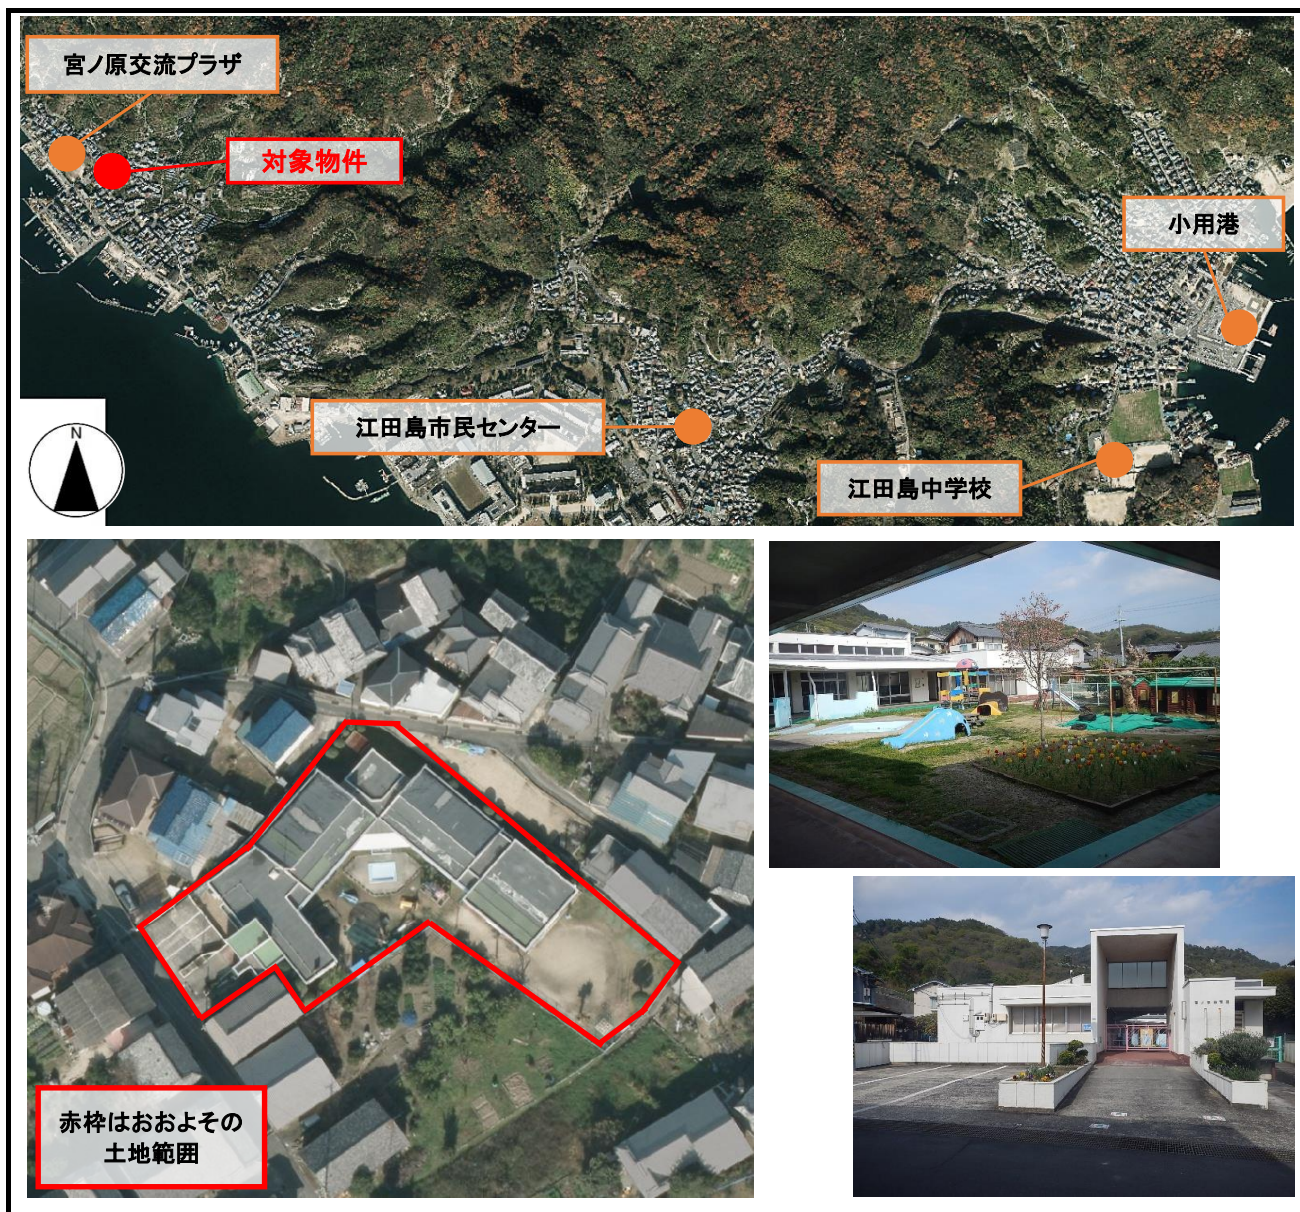 宮ノ原交流プラザ
対象物件
小用港
江田島市民センター
江田島中学校
N
赤枠はおおよその
土地範囲